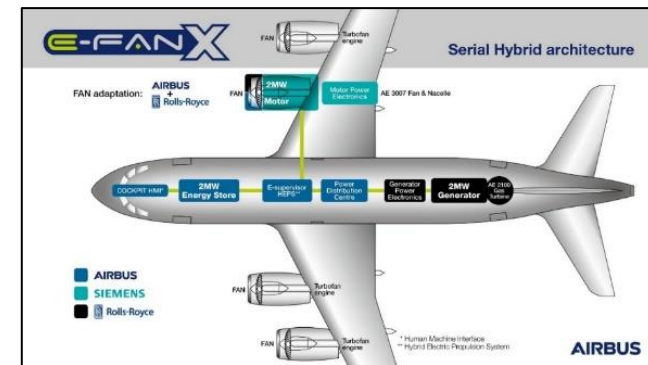 E-FAN X
Serial Hybrid architecture
FAN
Turbofan
engine
FAN adaptation:
AIRBUS
+
Rolls-Royce
FAN
2MW
Motor
Motor Power
Electronics
AE 3007 Fan & Nacelle
COCKPIT HMI*
2MW
Energy Store
E-supervisor
HEPS**
Power
Distribution
Centre
Generator
Power
Electronics
2MW
Generator
AE 2100
Gas
Turbine
AIRBUS
SIEMENS
Rolls-Royce
FAN
Turbofan
engine
FAN
Turbofan
engine
* Human Machine Interface
** Hybrid Electric Propulsion System
AIRBUS